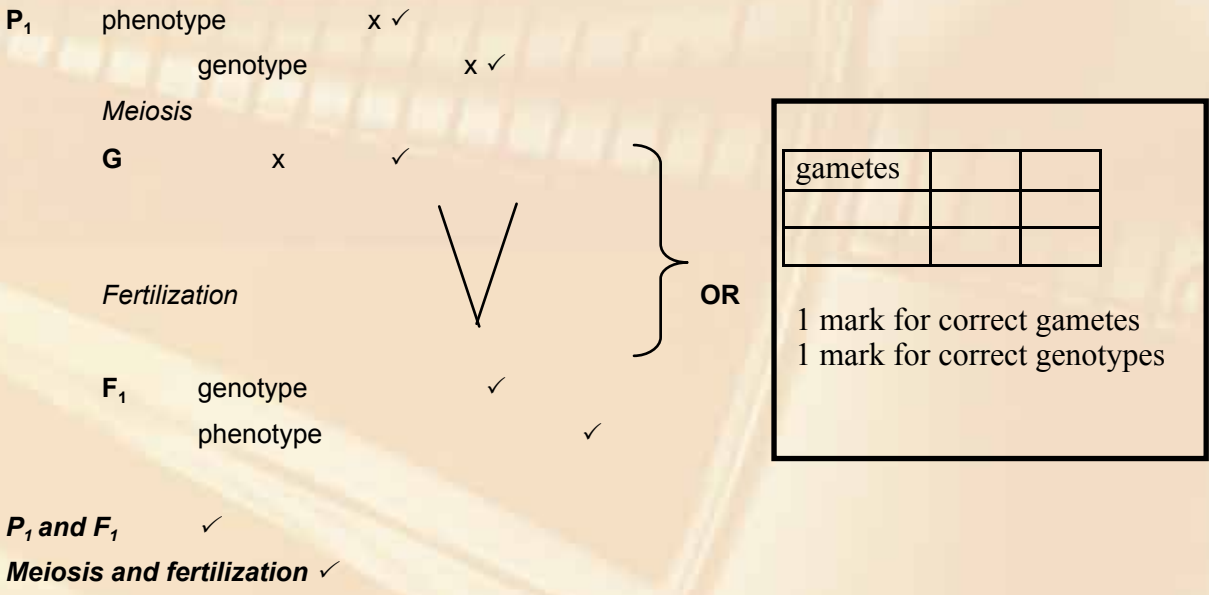 P₁ phenotype x ✓
genotype x ✓
Meiosis
G x ✓
gametes
Fertilization
OR
1 mark for correct gametes
1 mark for correct genotypes
F₁ genotype ✓
phenotype ✓
P₁ and F₁ ✓
Meiosis and fertilization ✓